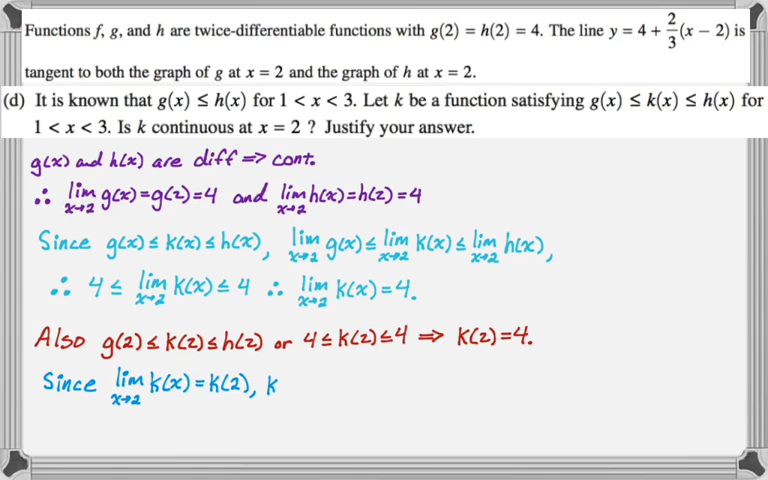 Functions f, g, and h are twice-differentiable functions with g(2) = h(2) = 4. The line y = 4 + 2/3(x − 2) is
tangent to both the graph of g at x = 2 and the graph of h at x = 2.
(d) It is known that g(x) ≤ h(x) for 1 < x < 3. Let k be a function satisfying g(x) ≤ k(x) ≤ h(x) for
1 < x < 3. Is k continuous at x = 2 ? Justify your answer.
g(x) and h(x) are diff => cont.
∴ lim x→2 g(x) = g(2) = 4 and lim x→2 h(x) = h(2) = 4
Since g(x) ≤ k(x) ≤ h(x), lim x→2 g(x) ≤ lim x→2 k(x) ≤ lim x→2 h(x),
∴ 4 ≤ lim x→2 k(x) ≤ 4 ∴ lim x→2 k(x) = 4.
Also g(2) ≤ k(2) ≤ h(2) or 4 ≤ k(2) ≤ 4 => k(2) = 4.
Since lim x→2 k(x) = k(2), k